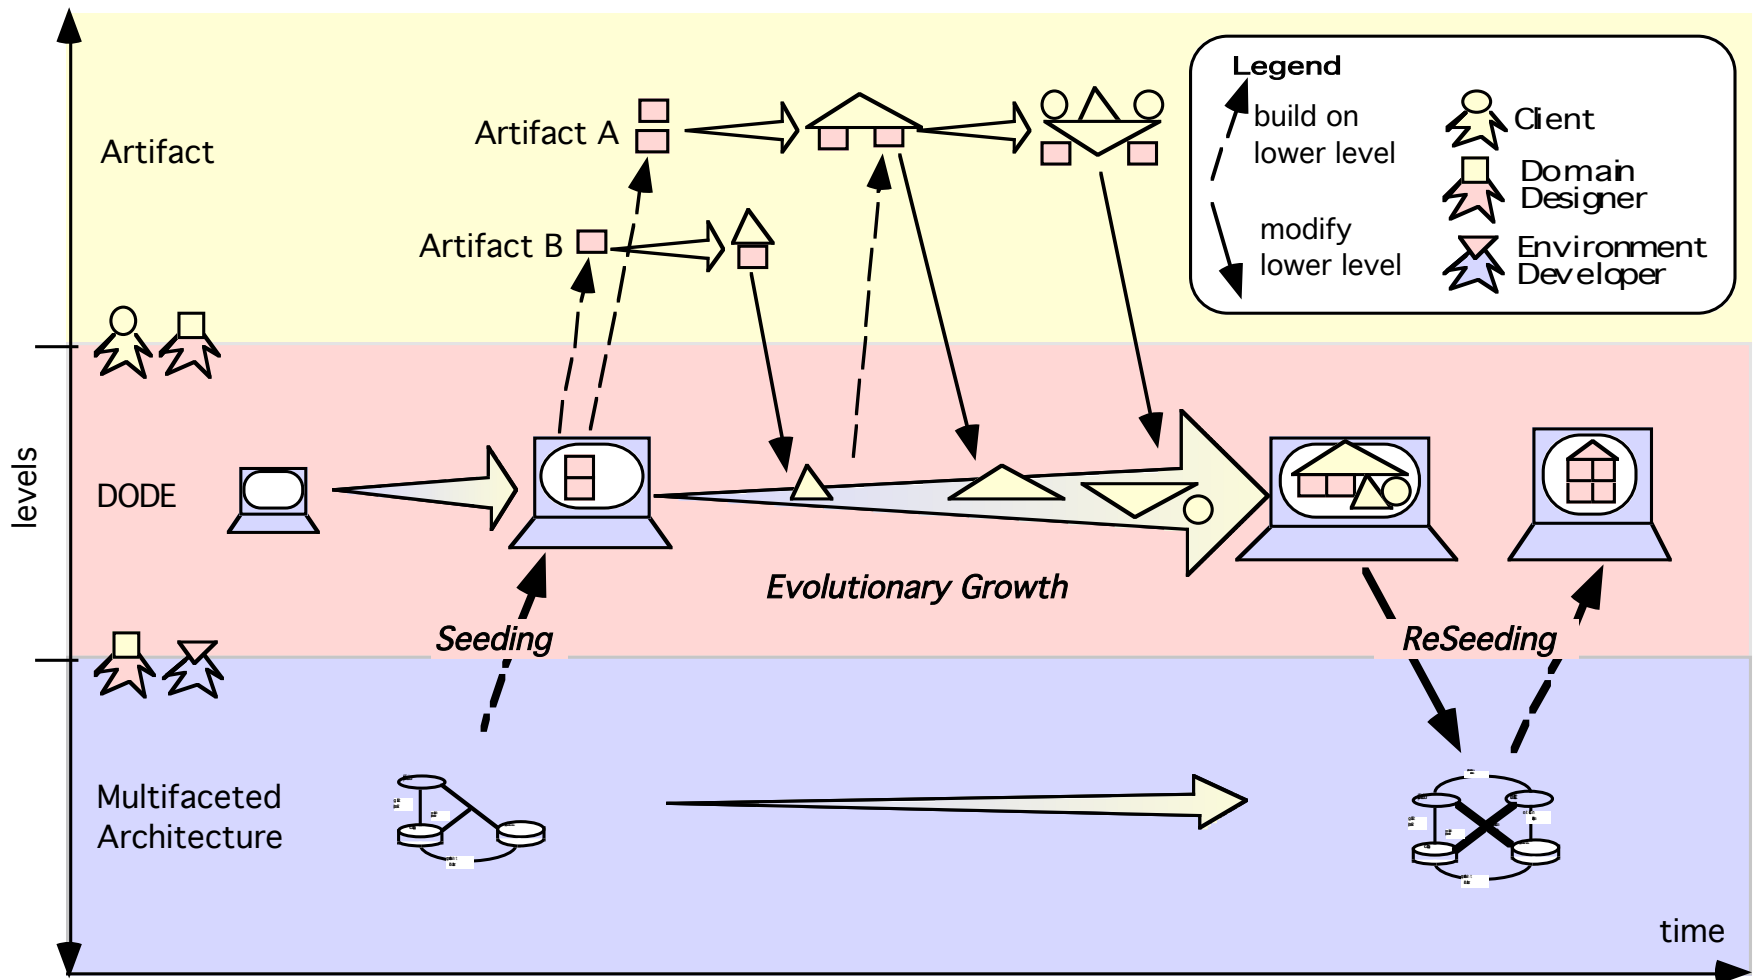 Legend
build on
lower level
modify
lower level
Client
Domain
Designer
Environment
Developer
Artifact
Artifact A
Artifact B
levels
DODE
Evolutionary Growth
Seeding
ReSeeding
Multifaceted
Architecture
time